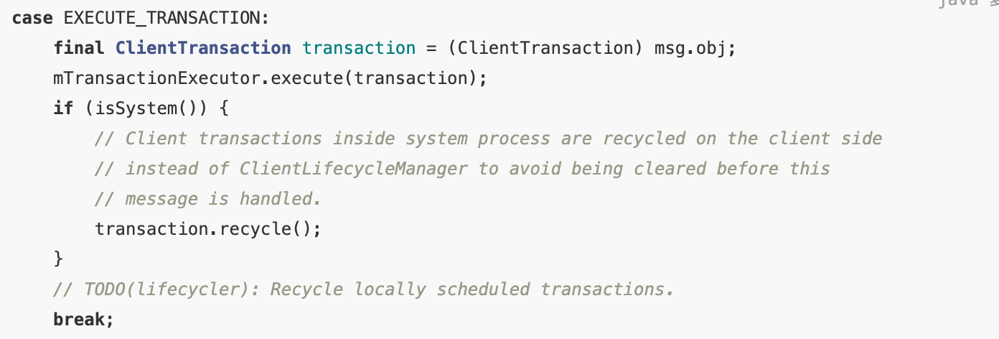 java
case EXECUTE_TRANSACTION:
    final ClientTransaction transaction = (ClientTransaction) msg.obj;
    mTransactionExecutor.execute(transaction);
    if (isSystem()) {
        // Client transactions inside system process are recycled on the client side
        // instead of ClientLifecycleManager to avoid being cleared before this
        // message is handled.
        transaction.recycle();
    }
    // TODO(lifecycler): Recycle locally scheduled transactions.
    break;